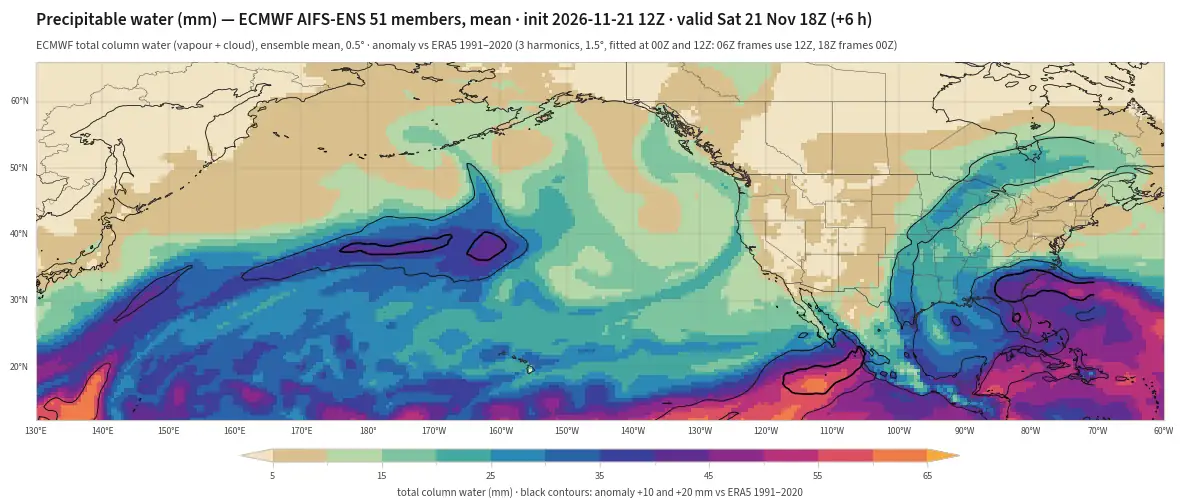 Precipitable water (mm) — ECMWF AIFS-ENS 51 members, mean · init 2026-11-21 12Z · valid Sat 21 Nov 18Z (+6 h)
ECMWF total column water (vapour + cloud), ensemble mean, 0.5° · anomaly vs ERA5 1991–2020 (3 harmonics, 1.5°, fitted at 00Z and 12Z: 06Z frames use 12Z, 18Z frames 00Z)
60°N
50°N
40°N
30°N
20°N
130°E 140°E 150°E 160°E 170°E 180° 170°W 160°W 150°W 140°W 130°W 120°W 110°W 100°W 90°W 80°W 70°W 60°W
5 15 25 35 45 55 65
total column water (mm) · black contours: anomaly +10 and +20 mm vs ERA5 1991–2020